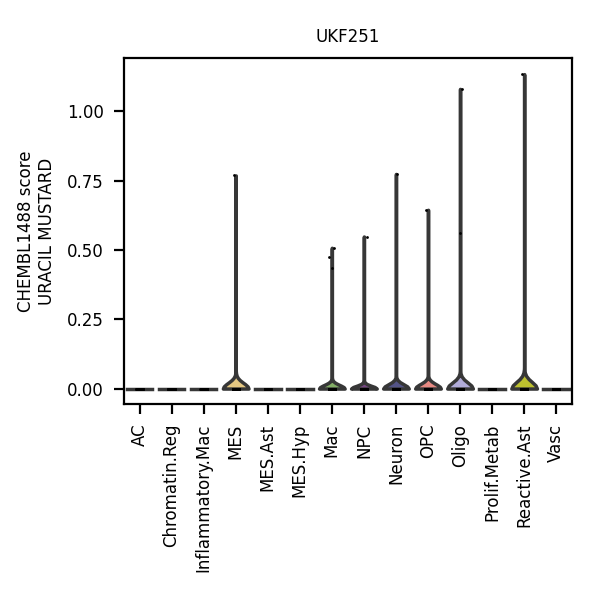 UKF251
CHEMBL1488 score
URACIL MUSTARD
1.00
0.75
0.50
0.25
0.00
AC
Chromatin.Reg
Inflammatory.Mac
MES
MES.Ast
MES.Hyp
Mac
NPC
Neuron
OPC
Oligo
Prolif.Metab
Reactive.Ast
Vasc